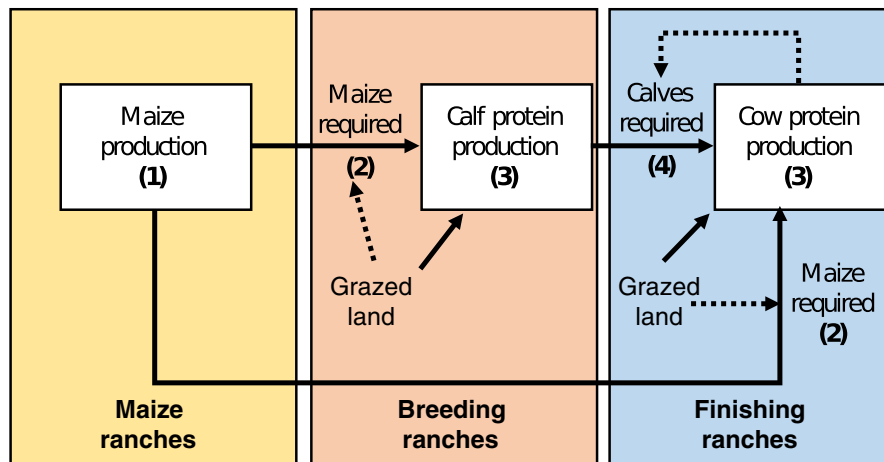 Maize
production
(1)
Maize
required
(2)
Calf protein
production
(3)
Grazed
land
Calves
required
(4)
Cow protein
production
(3)
Grazed
land
Maize
required
(2)
Maize
ranches
Breeding
ranches
Finishing
ranches